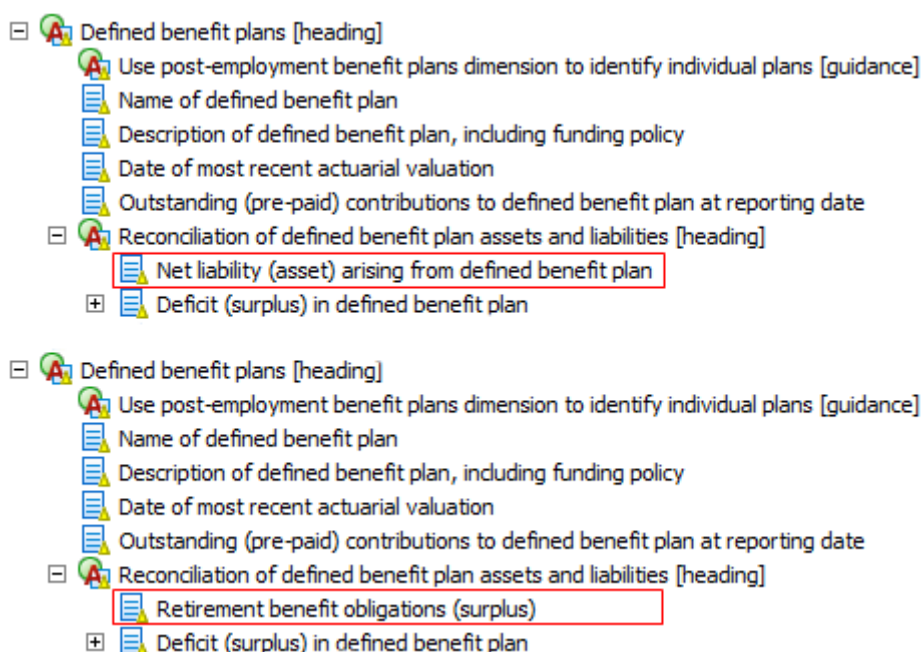 Defined benefit plans [heading]
Use post-employment benefit plans dimension to identify individual plans [guidance]
Name of defined benefit plan
Description of defined benefit plan, including funding policy
Date of most recent actuarial valuation
Outstanding (pre-paid) contributions to defined benefit plan at reporting date
Reconciliation of defined benefit plan assets and liabilities [heading]
Net liability (asset) arising from defined benefit plan
Deficit (surplus) in defined benefit plan
Defined benefit plans [heading]
Use post-employment benefit plans dimension to identify individual plans [guidance]
Name of defined benefit plan
Description of defined benefit plan, including funding policy
Date of most recent actuarial valuation
Outstanding (pre-paid) contributions to defined benefit plan at reporting date
Reconciliation of defined benefit plan assets and liabilities [heading]
Retirement benefit obligations (surplus)
Deficit (surplus) in defined benefit plan